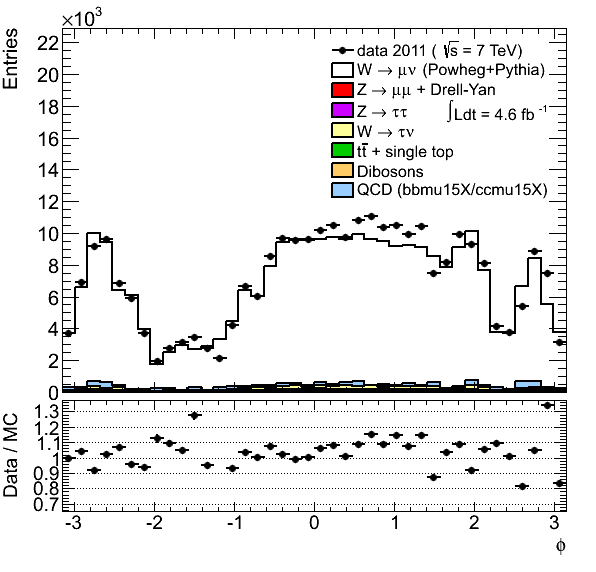 ×10³
Entries
22
20
18
16
14
12
10
8
6
4
2
0
data 2011 ( √s = 7 TeV)
W → μν (Powheg+Pythia)
Z → μμ + Drell-Yan
Z → ττ
∫Ldt = 4.6 fb⁻¹
W → τν
tt̄ + single top
Dibosons
QCD (bbmu15X/ccmu15X)
Data / MC
1.3
1.2
1.1
1
0.9
0.8
0.7
-3 -2 -1 0 1 2 3
ϕ